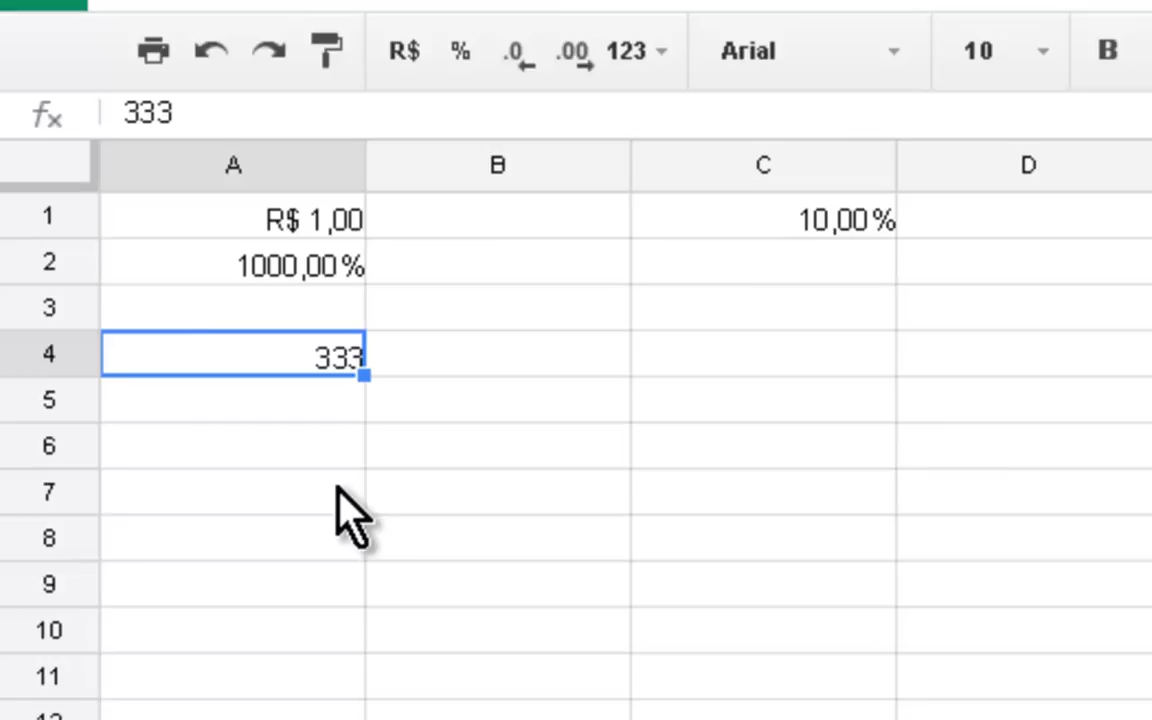 R$ % .0 .00 123 Arial 10 B
fx 333
A B C D
1 R$ 1,00 10,00%
2 1000,00%
3
4 333
5
6
7
8
9
10
11